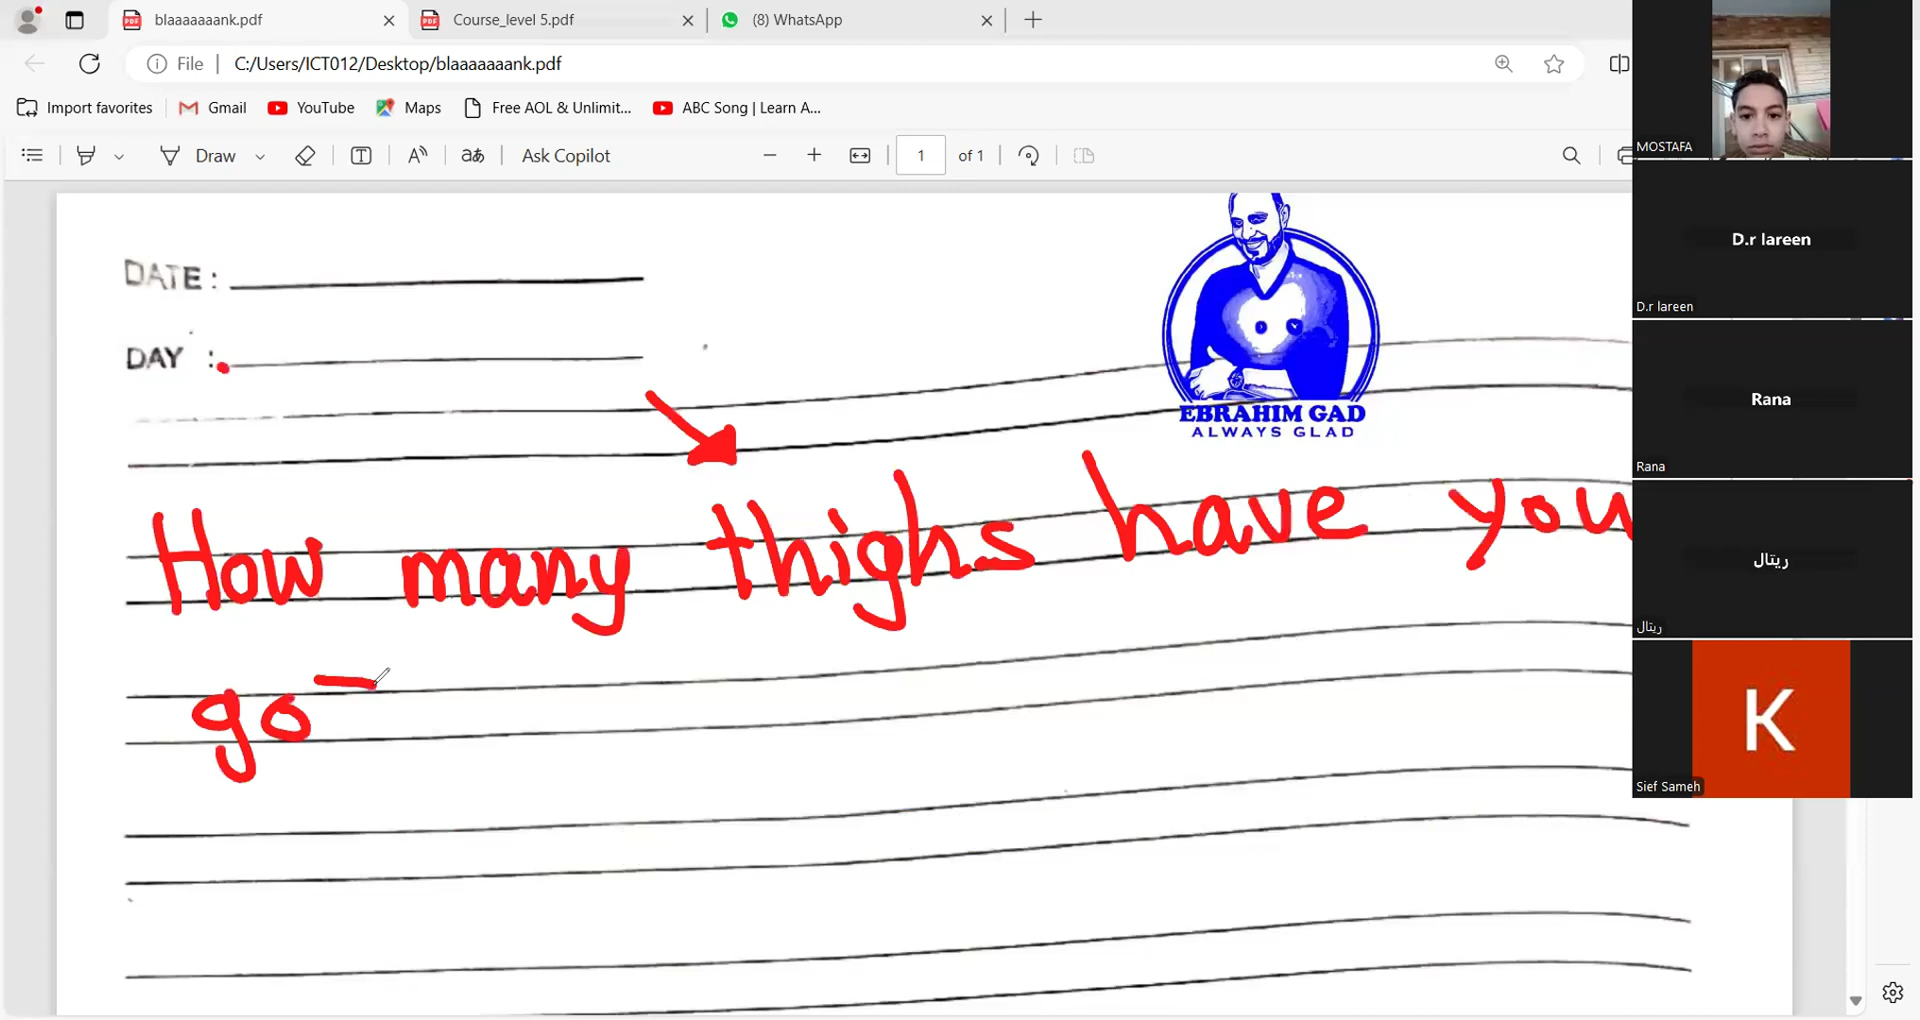 blaaaaaaank.pdf
Course_level 5.pdf
(8) WhatsApp
File
C:/Users/ICT012/Desktop/blaaaaaaank.pdf
Import favorites
Gmail
YouTube
Maps
Free AOL & Unlimit...
ABC Song | Learn A...
Draw
Ask Copilot
1 of 1
DATE :
DAY :
EBRAHIM GAD
ALWAYS GLAD
How many thighs have you
go
MOSTAFA
D.r lareen
D.r lareen
Rana
Rana
ريتال
ريتال
K
Sief Sameh